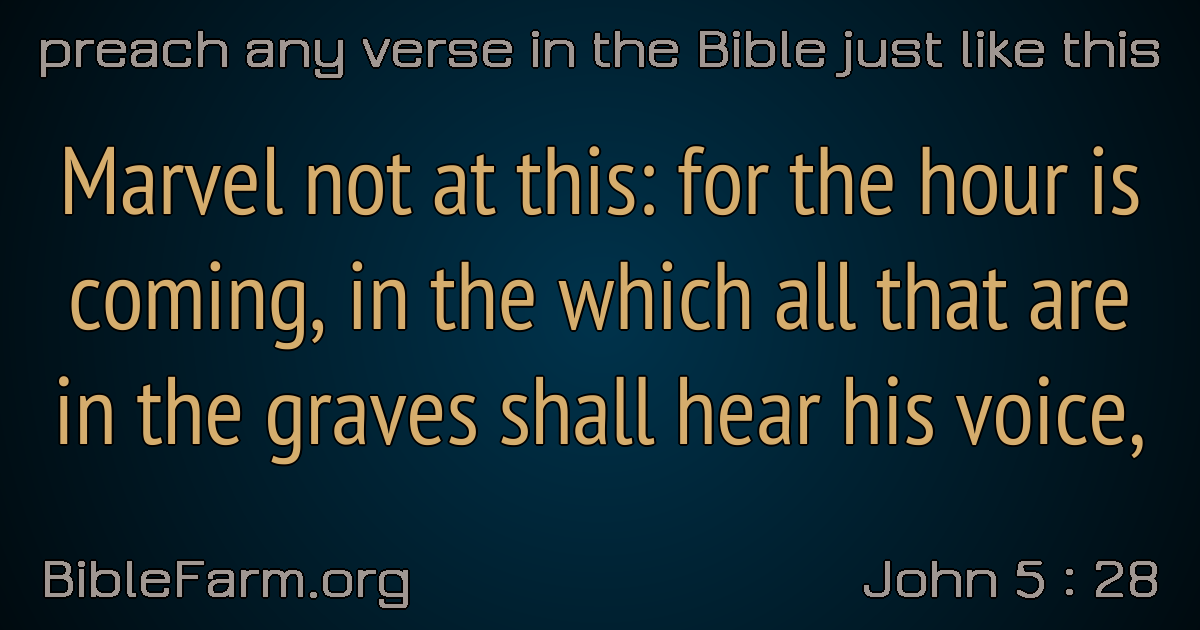 preach any verse in the Bible just like this
Marvel not at this: for the hour is
coming, in the which all that are
in the graves shall hear his voice,
BibleFarm.org
John 5 : 28